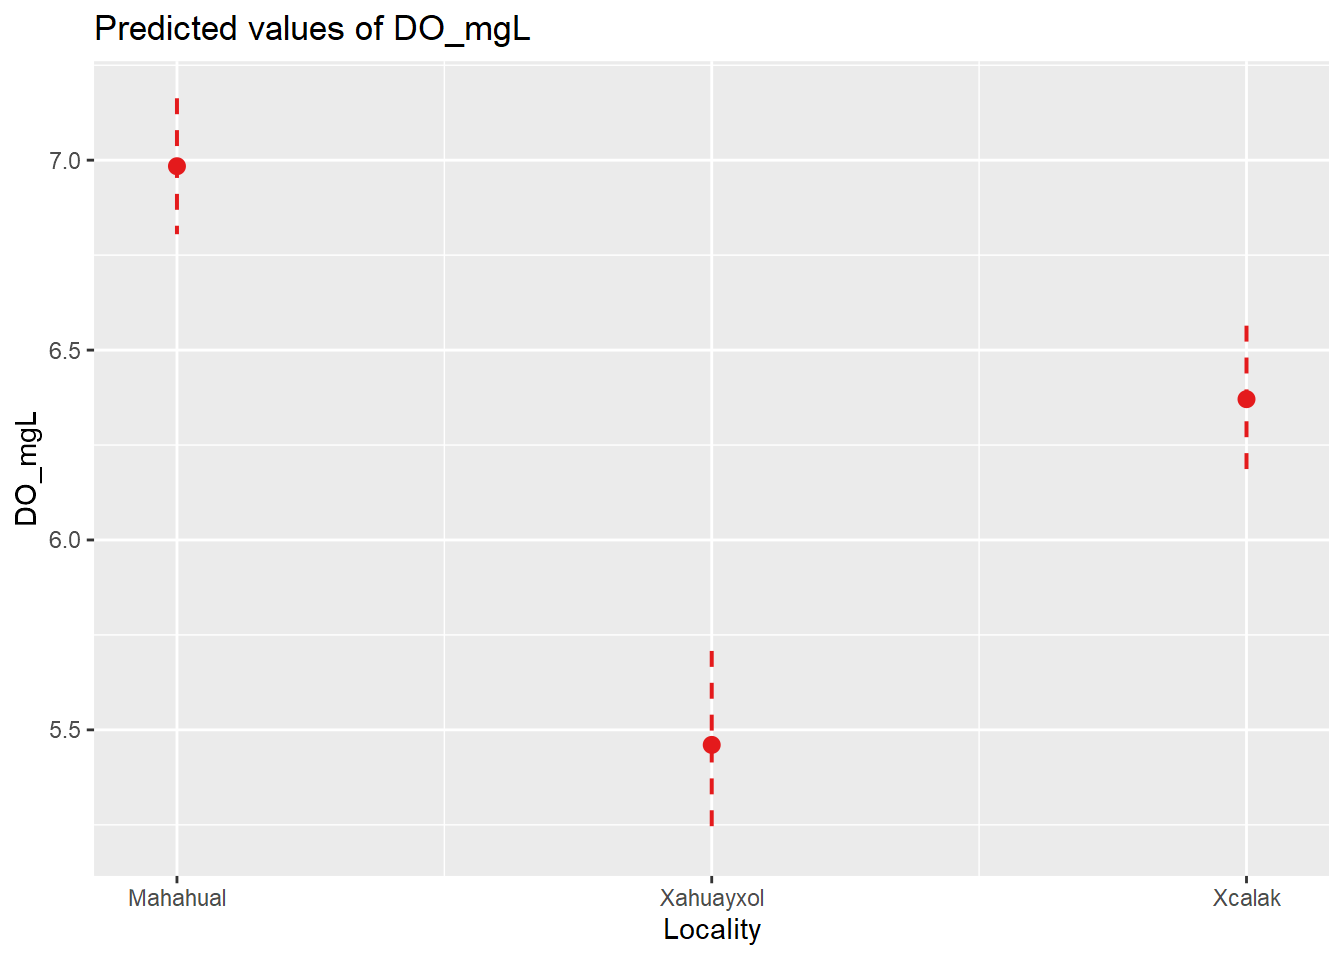 Predicted values of DO_mgL
7.0
6.5
6.0
5.5
DO_mgL
Mahahual
Xahuayxol
Xcalak
Locality